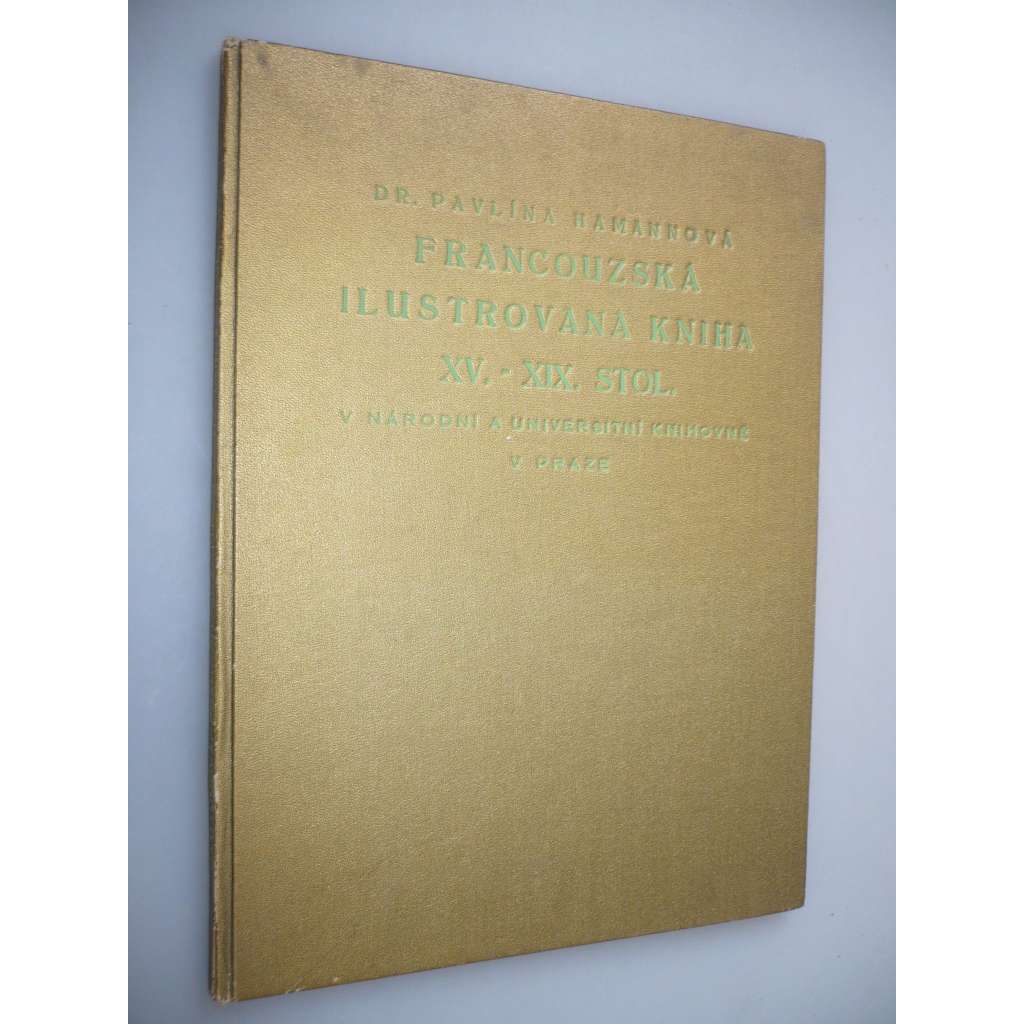 DR. PAVLÍNA HAMANNOVÁ
FRANCOUZSKÁ
ILUSTROVANÁ KNIHA
XV. - XIX. STOL.
V NÁRODNÍ A UNIVERSITNÍ KNIHOVNĚ
V PRAZE